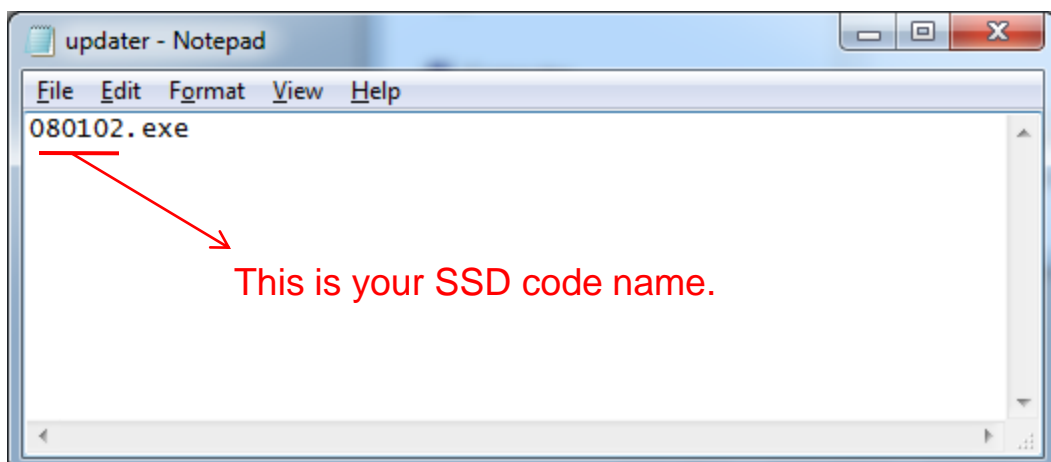 updater - Notepad
File Edit Format View Help
080102.exe
This is your SSD code name.